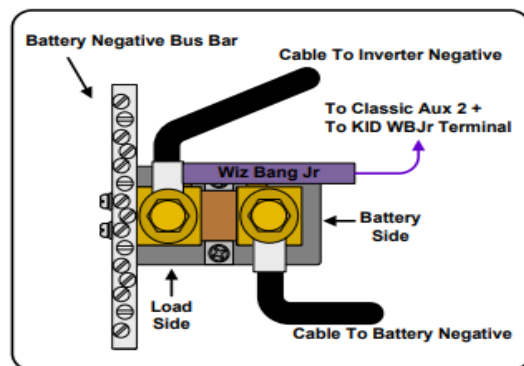 Battery Negative Bus Bar
Cable To Inverter Negative
To Classic Aux 2 +
To KID WBJr Terminal
Wiz Bang Jr
Battery
Side
Load
Side
Cable To Battery Negative